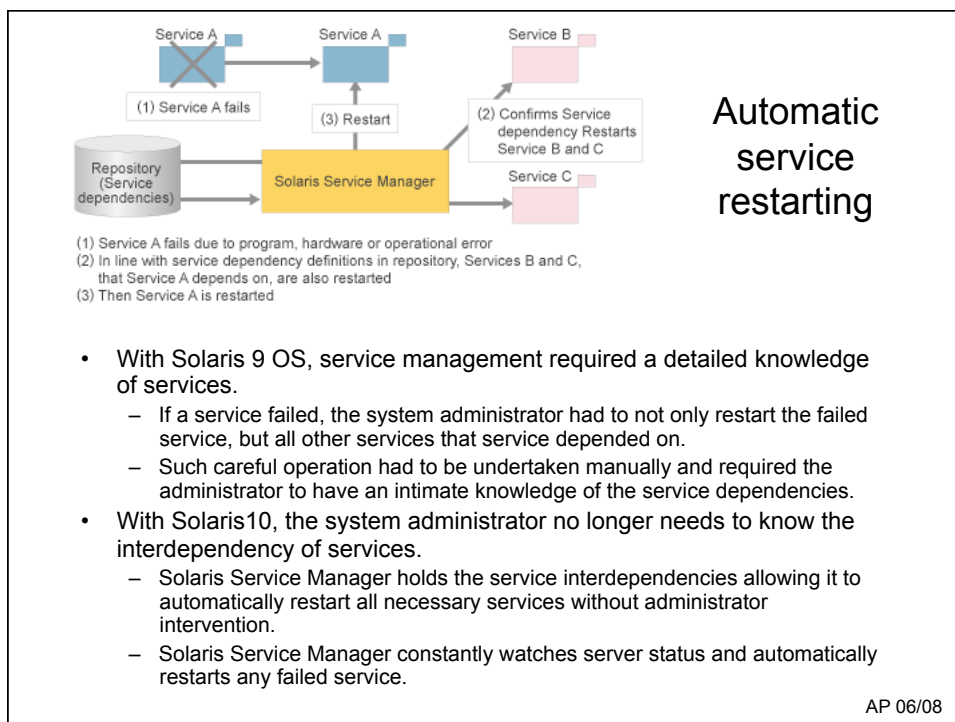 Service A
Service A
Service B
(1) Service A fails
(3) Restart
(2) Confirms Service
dependency Restarts
Service B and C
Repository
(Service
dependencies)
Solaris Service Manager
Service C
Automatic
service
restarting
(1) Service A fails due to program, hardware or operational error
(2) In line with service dependency definitions in repository, Services B and C,
that Service A depends on, are also restarted
(3) Then Service A is restarted
• With Solaris 9 OS, service management required a detailed knowledge
of services.
– If a service failed, the system administrator had to not only restart the failed
service, but all other services that service depended on.
– Such careful operation had to be undertaken manually and required the
administrator to have an intimate knowledge of the service dependencies.
• With Solaris10, the system administrator no longer needs to know the
interdependency of services.
– Solaris Service Manager holds the service interdependencies allowing it to
automatically restart all necessary services without administrator
intervention.
– Solaris Service Manager constantly watches server status and automatically
restarts any failed service.
AP 06/08